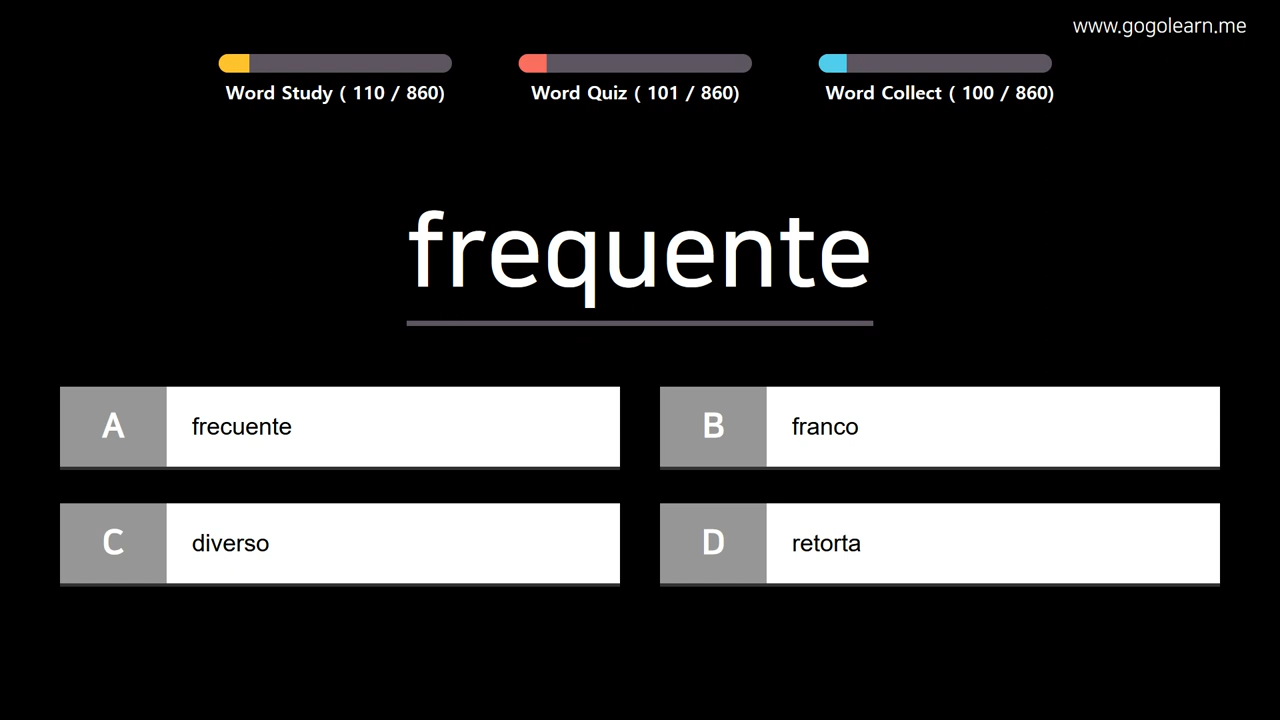 www.gogolearn.me
Word Study ( 110 / 860)
Word Quiz ( 101 / 860)
Word Collect ( 100 / 860)
frequente
A frecuente
B franco
C diverso
D retorta